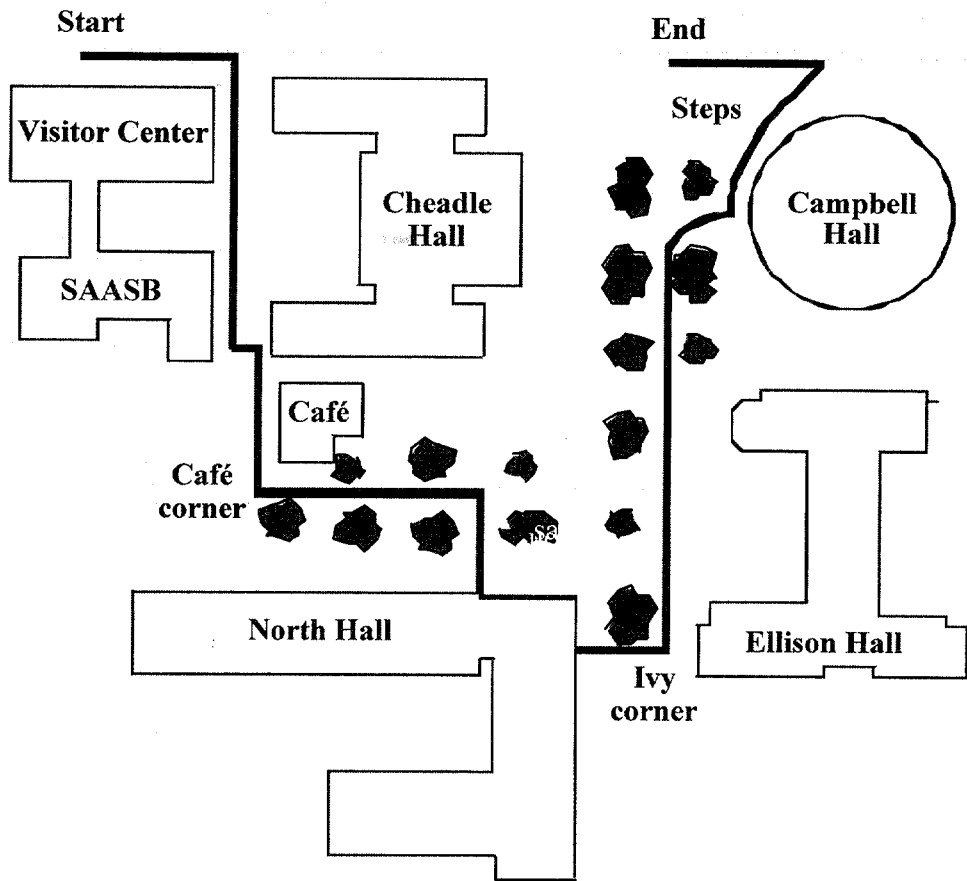 Start
End
Steps
Visitor Center
Cheadle
Hall
Campbell
Hall
SAASB
Café
Café
corner
North Hall
Ellison Hall
Ivy
corner